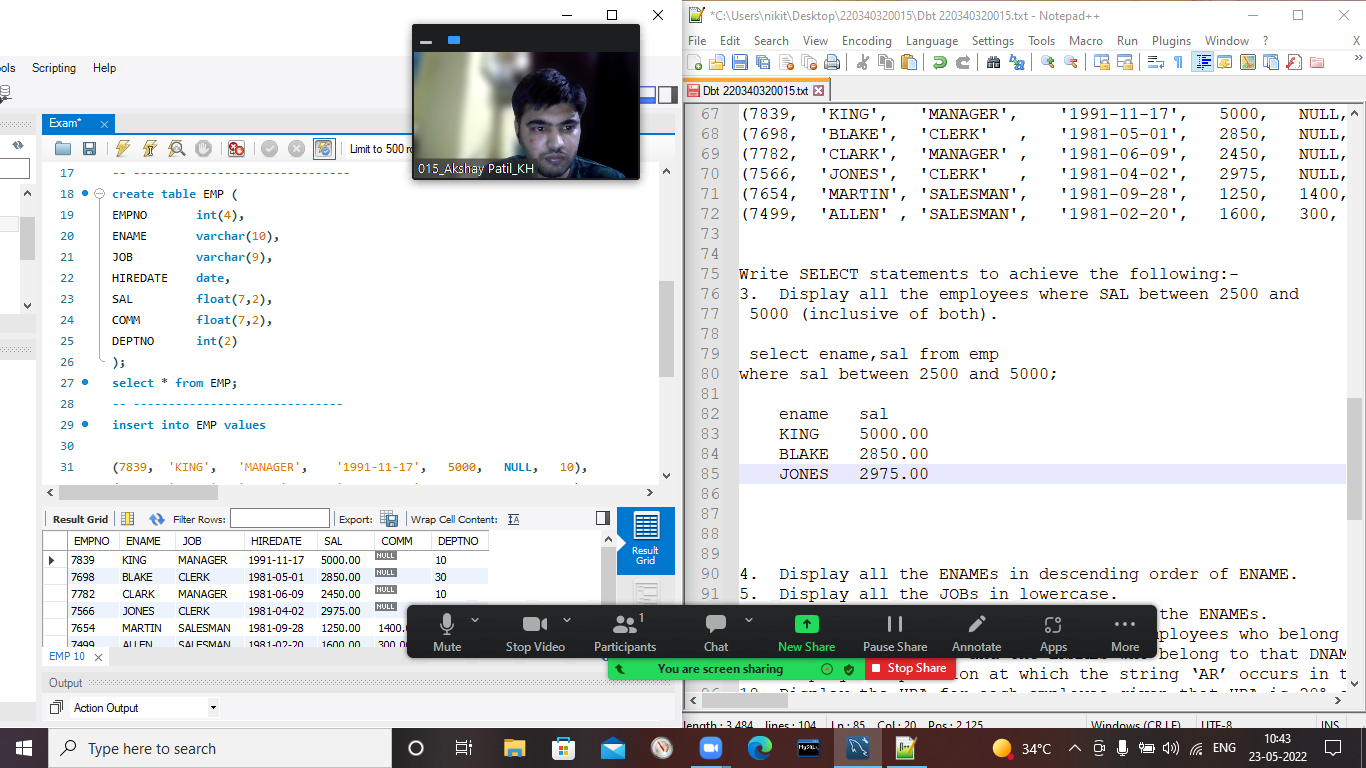 ols Scripting Help
Exam*
Limit to 500 ro
17 -- -------------------------------
18 create table EMP (
19 EMPNO int(4),
20 ENAME varchar(10),
21 JOB varchar(9),
22 HIREDATE date,
23 SAL float(7,2),
24 COMM float(7,2),
25 DEPTNO int(2)
26 );
27 select * from EMP;
28 -- ------------------------------
29 insert into EMP values
30
31 (7839, 'KING', 'MANAGER', '1991-11-17', 5000, NULL, 10),
Result Grid Filter Rows: Export: Wrap Cell Content:
EMPNO ENAME JOB HIREDATE SAL COMM DEPTNO
7839 KING MANAGER 1991-11-17 5000.00 NULL 10
7698 BLAKE CLERK 1981-05-01 2850.00 NULL 30
7782 CLARK MANAGER 1981-06-09 2450.00 NULL 10
7566 JONES CLERK 1981-04-02 2975.00 NULL
7654 MARTIN SALESMAN 1981-09-28 1250.00 1400.
7499 ALLEN SALESMAN 1981-02-20 1600.00 300.00
Result
Grid
EMP 10
Output
Action Output
015_Akshay Patil_KH
*C:\Users\nikit\Desktop\220340320015\Dbt 220340320015.txt - Notepad++
File Edit Search View Encoding Language Settings Tools Macro Run Plugins Window ? X
Dbt 220340320015.txt
67 (7839, 'KING', 'MANAGER', '1991-11-17', 5000, NULL,
68 (7698, 'BLAKE', 'CLERK' , '1981-05-01', 2850, NULL,
69 (7782, 'CLARK', 'MANAGER' , '1981-06-09', 2450, NULL,
70 (7566, 'JONES', 'CLERK' , '1981-04-02', 2975, NULL,
71 (7654, 'MARTIN', 'SALESMAN', '1981-09-28', 1250, 1400,
72 (7499, 'ALLEN' , 'SALESMAN', '1981-02-20', 1600, 300,
73
74
75 Write SELECT statements to achieve the following:-
76 3. Display all the employees where SAL between 2500 and
77 5000 (inclusive of both).
78
79 select ename,sal from emp
80 where sal between 2500 and 5000;
81
82 ename sal
83 KING 5000.00
84 BLAKE 2850.00
85 JONES 2975.00
86
87
88
89
90 4. Display all the ENAMEs in descending order of ENAME.
91 5. Display all the JOBs in lowercase.
the ENAMEs.
mployees who belong
belong to that DNAM
on at which the string ‘AR’ occurs in t
length : 3,484 lines : 104 Ln : 85 Col : 20 Pos : 2,125 Windows (CR LF) UTF-8 INS
Mute Stop Video Participants 1 Chat New Share Pause Share Annotate Apps More
You are screen sharing Stop Share
Type here to search
34°C ENG 10:43
23-05-2022